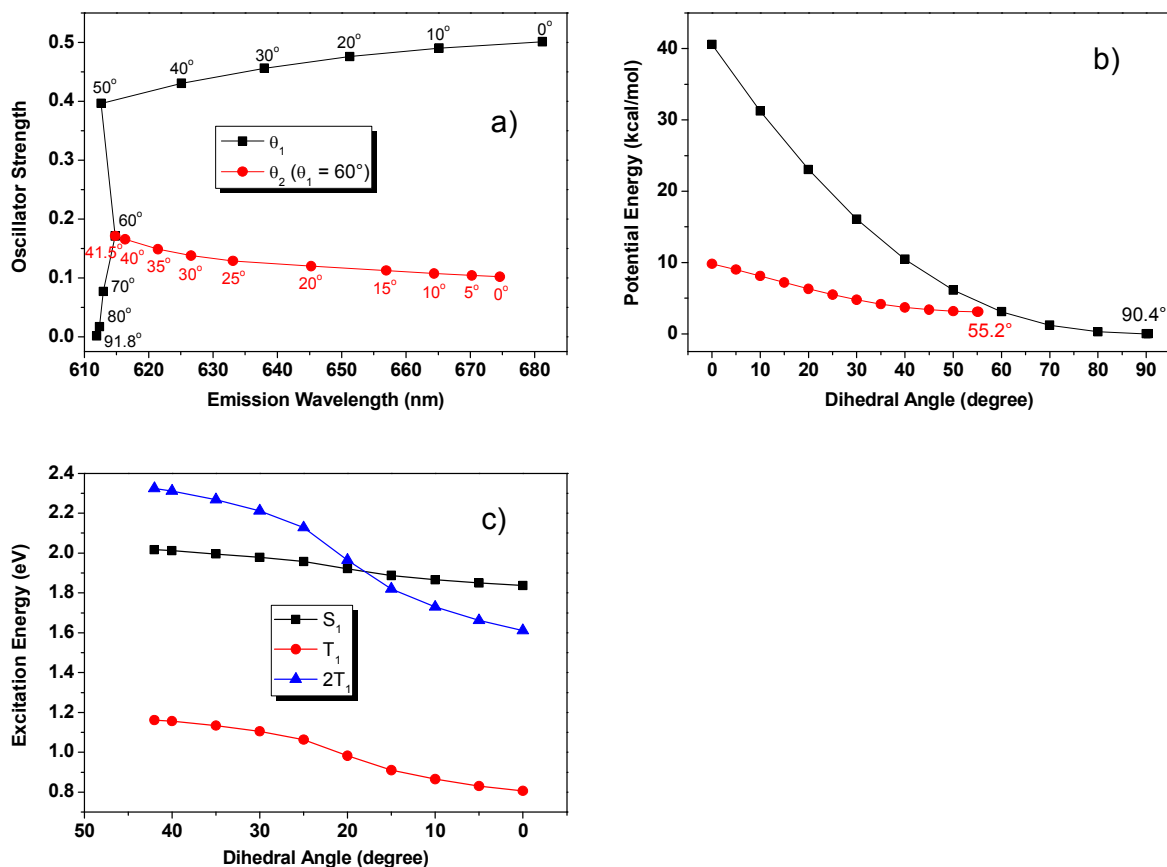 a)
0.5
0.4
0.3
0.2
0.1
0.0
Oscillator Strength
0°
10°
20°
30°
40°
50°
60°
70°
80°
91.8°
θ1
θ2 (θ1 = 60°)
41.5°
40°
35°
30°
25°
20°
15°
10°
5°
0°
610 620 630 640 650 660 670 680
Emission Wavelength (nm)
b)
40
30
20
10
0
Potential Energy (kcal/mol)
90.4°
55.2°
0 10 20 30 40 50 60 70 80 90
Dihedral Angle (degree)
c)
2.4
2.2
2.0
1.8
1.6
1.4
1.2
1.0
0.8
Excitation Energy (eV)
S1
T1
2T1
50 40 30 20 10 0
Dihedral Angle (degree)